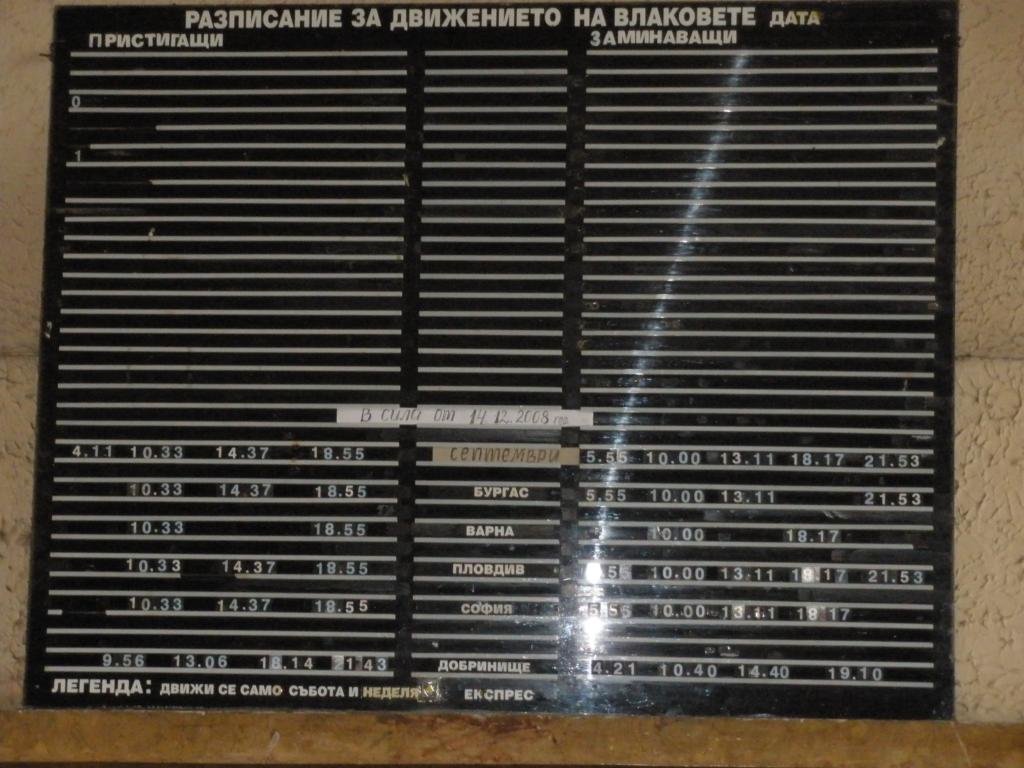 РАЗПИСАНИЕ ЗА ДВИЖЕНИЕТО НА ВЛАКОВЕТЕ ДАТА
ПРИСТИГАЩИ ЗАМИНАВАЩИ
0
1
В сила от 14.12.2008 год
4.11 10.33 14.37 18.55 септември 5.55 10.00 13.11 18.17 21.53
10.33 14.37 18.55 БУРГАС 5.55 10.00 13.11 21.53
10.33 18.55 ВАРНА 10.00 18.17
10.33 14.37 18.55 ПЛОВДИВ 5.55 10.00 13.11 18.17 21.53
10.33 14.37 18.55 СОФИЯ 5.55 10.00 13.11 18.17
9.56 13.06 18.14 21.43 ДОБРИНИЩЕ 4.21 10.40 14.40 19.10
ЛЕГЕНДА: ДВИЖИ СЕ САМО СЪБОТА И НЕДЕЛЯ ЕКСПРЕС